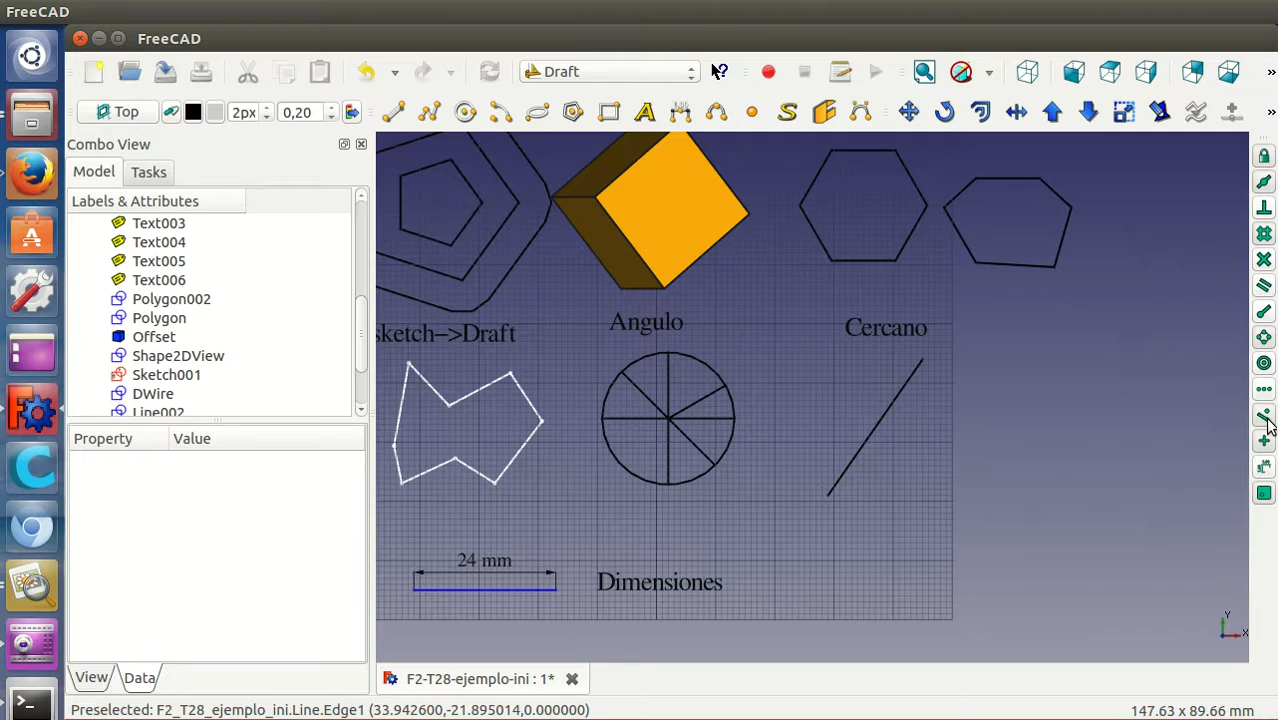 FreeCAD
FreeCAD
Draft
Top
2px
0,20
Combo View
Model
Tasks
Labels & Attributes
Text003
Text004
Text005
Text006
Polygon002
Polygon
Offset
Shape2DView
Sketch001
DWire
Line002
Property
Value
View
Data
sketch->Draft
Angulo
Cercano
24 mm
Dimensiones
Y
X
F2-T28-ejemplo-ini : 1*
Preselected: F2_T28_ejemplo_ini.Line.Edge1 (33.942600,-21.895014,0.000000)
147.63 x 89.66 mm